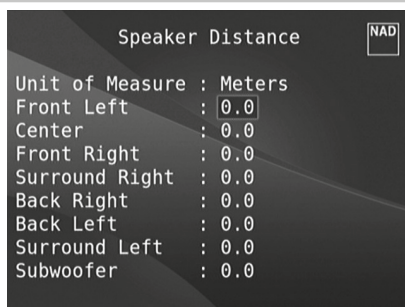 Speaker Distance
NAD
Unit of Measure : Meters
Front Left : 0.0
Center : 0.0
Front Right : 0.0
Surround Right : 0.0
Back Right : 0.0
Back Left : 0.0
Surround Left : 0.0
Subwoofer : 0.0